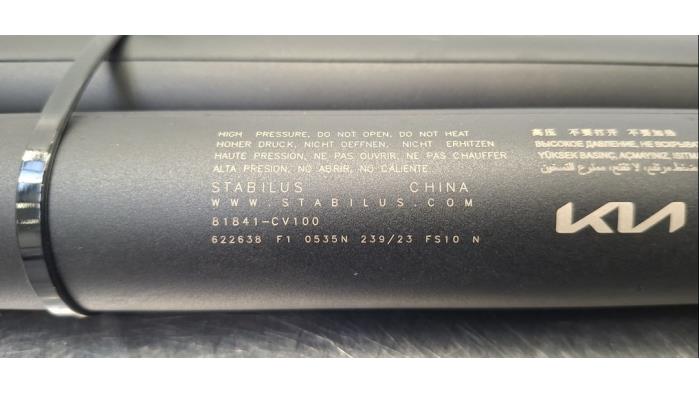 HIGH PRESSURE, DO NOT OPEN, DO NOT HEAT
HOHER DRUCK, NICHT OEFFNEN, NICHT ERHITZEN
HAUTE PRESSION, NE PAS OUVRIR, NE PAS CHAUFFER
ALTA PRESION, NO ABRIR, NO CALIENTE
STABILUS CHINA
WWW.STABILUS.COM
81841-CV100
622638 F1 0535N 239/23 FS10 N
高压 不要打开 不要加热
ВЫСОКОЕ ДАВЛЕНИЕ, НЕ
YÜKSEK BASINÇ, AÇMAYINIZ,
KIA